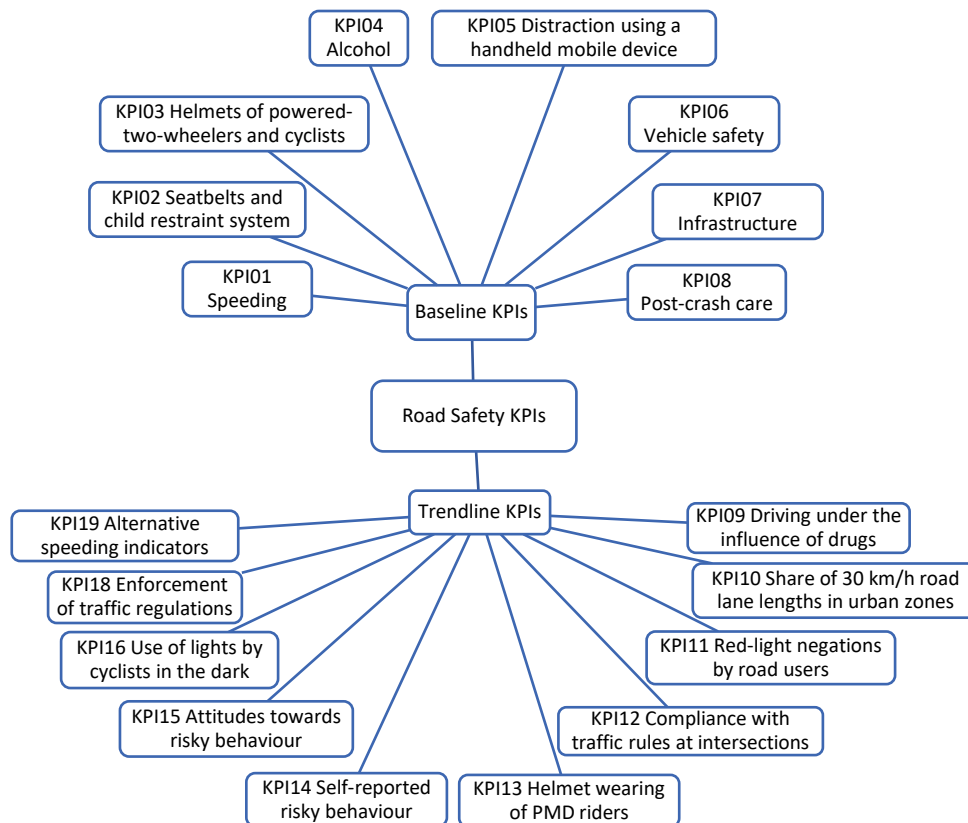 KPI04
Alcohol
KPI05 Distraction using a
handheld mobile device
KPI03 Helmets of powered-
two-wheelers and cyclists
KPI06
Vehicle safety
KPI02 Seatbelts and
child restraint system
KPI07
Infrastructure
KPI01
Speeding
KPI08
Post-crash care
Baseline KPIs
Road Safety KPIs
Trendline KPIs
KPI19 Alternative
speeding indicators
KPI09 Driving under the
influence of drugs
KPI18 Enforcement
of traffic regulations
KPI10 Share of 30 km/h road
lane lengths in urban zones
KPI16 Use of lights by
cyclists in the dark
KPI11 Red-light negations
by road users
KPI15 Attitudes towards
risky behaviour
KPI12 Compliance with
traffic rules at intersections
KPI14 Self-reported
risky behaviour
KPI13 Helmet wearing
of PMD riders